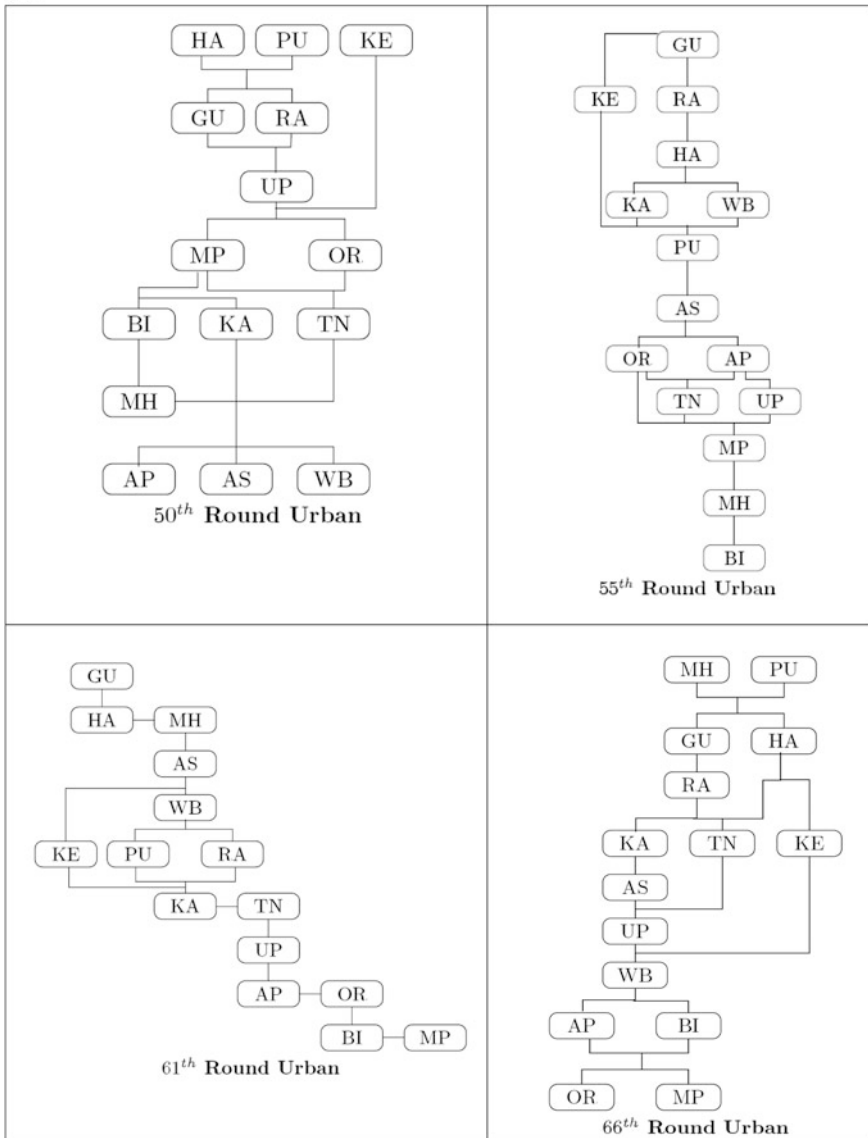 HA PU KE
GU RA
UP
MP OR
BI KA TN
MH
AP AS WB
50th Round Urban
GU
KE RA
HA
KA WB
PU
AS
OR AP
TN UP
MP
MH
BI
55th Round Urban
GU
HA MH
AS
WB
KE PU RA
KA TN
UP
AP OR
BI MP
61th Round Urban
MH PU
GU HA
RA
KA TN KE
AS
UP
WB
AP BI
OR MP
66th Round Urban